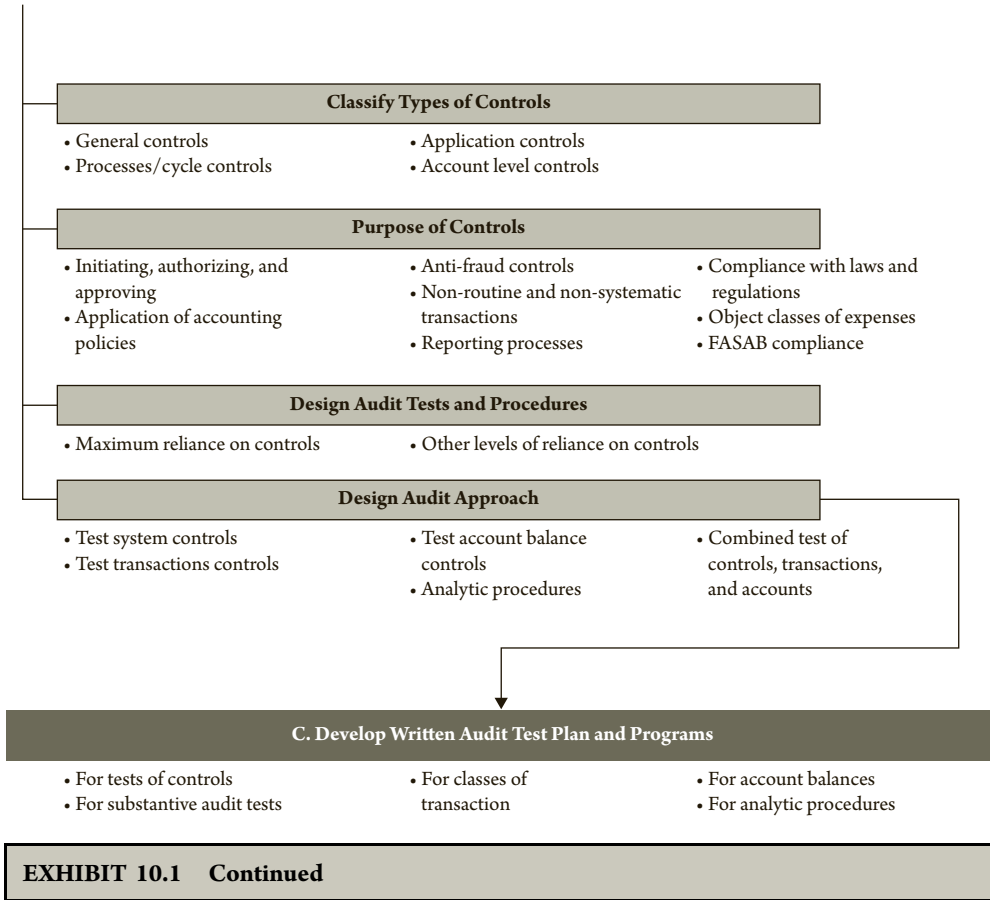 Classify Types of Controls
• General controls
• Processes/cycle controls
• Application controls
• Account level controls
Purpose of Controls
• Initiating, authorizing, and
approving
• Application of accounting
policies
• Anti-fraud controls
• Non-routine and non-systematic
transactions
• Reporting processes
• Compliance with laws and
regulations
• Object classes of expenses
• FASAB compliance
Design Audit Tests and Procedures
• Maximum reliance on controls
• Other levels of reliance on controls
Design Audit Approach
• Test system controls
• Test transactions controls
• Test account balance
controls
• Analytic procedures
• Combined test of
controls, transactions,
and accounts
C. Develop Written Audit Test Plan and Programs
• For tests of controls
• For substantive audit tests
• For classes of
transaction
• For account balances
• For analytic procedures
EXHIBIT 10.1 Continued